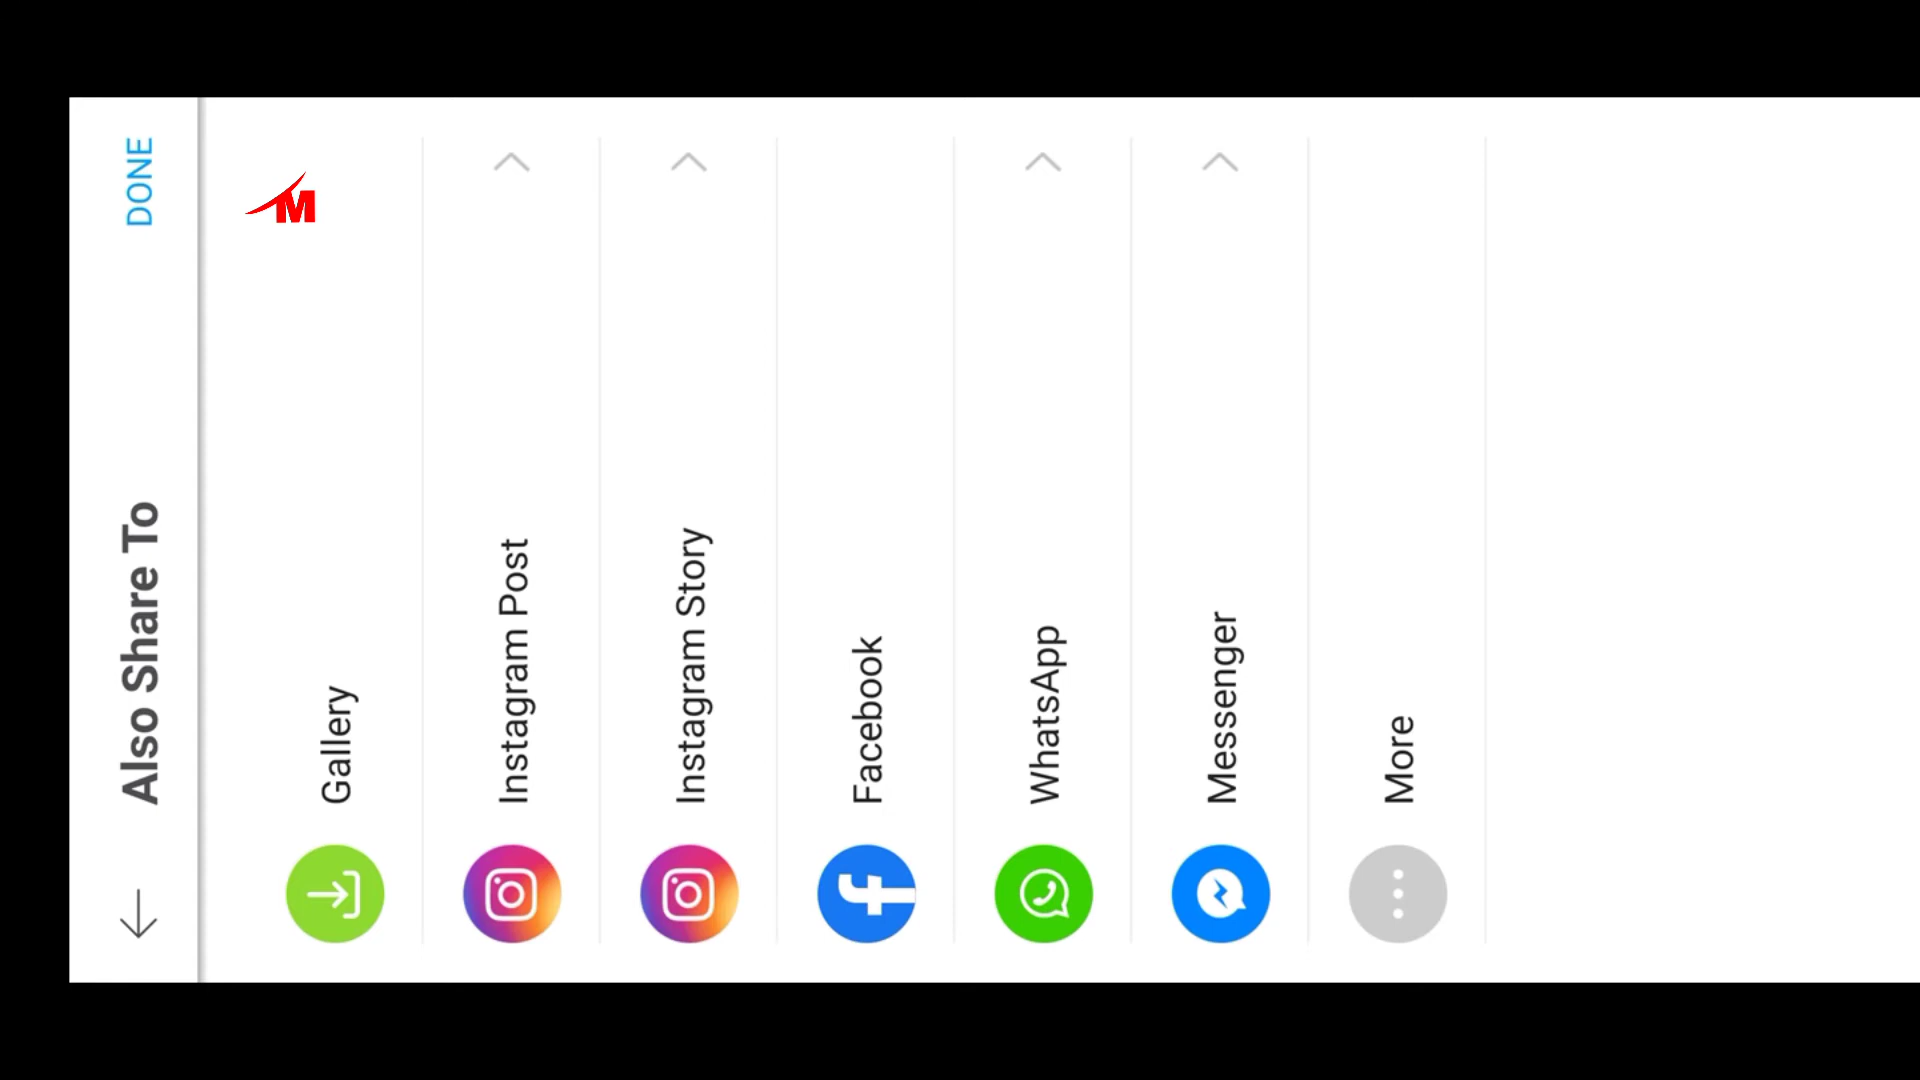 Also Share To
DONE
M
Gallery
Instagram Post
Instagram Story
Facebook
WhatsApp
Messenger
More